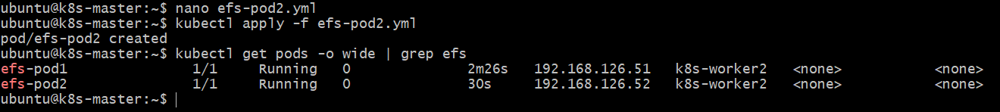 ubuntu@k8s-master:~$ nano efs-pod2.yml
ubuntu@k8s-master:~$ kubectl apply -f efs-pod2.yml
pod/efs-pod2 created
ubuntu@k8s-master:~$ kubectl get pods -o wide | grep efs
efs-pod1               1/1     Running   0              2m26s   192.168.126.51   k8s-worker2   <none>           <none>
efs-pod2               1/1     Running   0              30s     192.168.126.52   k8s-worker2   <none>           <none>
ubuntu@k8s-master:~$